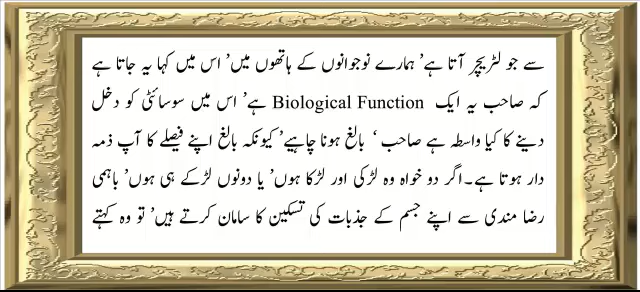 سے جو لٹریچر آتا ہے’ ہمارے نوجوانوں کے ہاتھوں میں’ اس میں کہا یہ جاتا ہے
کہ صاحب یہ ایک Biological Function ہے’ اس میں سوسائٹی کو دخل
دینے کا کیا واسطہ ہے صاحب ‘ بالغ ہونا چاہیے’ کیونکہ بالغ اپنے فیصلے کا آپ ذمہ
دار ہوتا ہے۔ اگر دو خواہ وہ لڑکی اور لڑکا ہوں’ یا دونوں لڑکے ہی ہوں’ باہمی
رضا مندی سے اپنے جسم کے جذبات کی تسکین کا سامان کرتے ہیں’ تو وہ کہتے